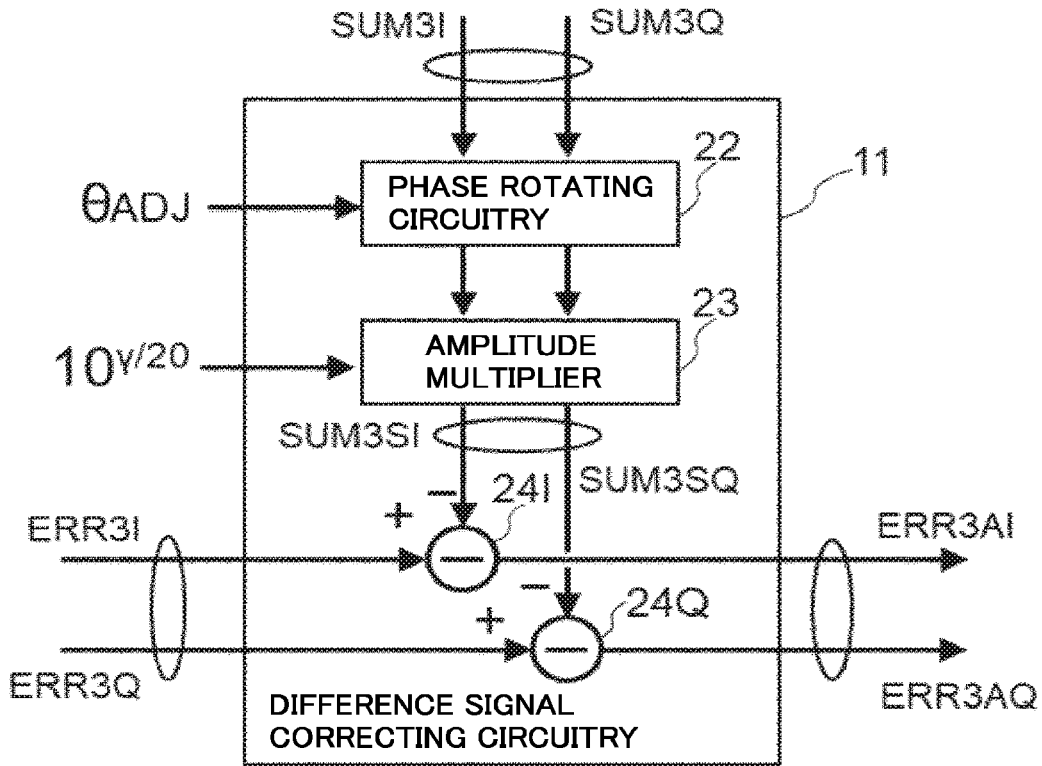 SUM3I
SUM3Q
22
11
PHASE ROTATING
CIRCUITRY
θADJ
23
AMPLITUDE
MULTIPLIER
10γ/20
SUM3SI
SUM3SQ
24I
− +
ERR3I
ERR3AI
−
−
24Q
+
−
ERR3Q
ERR3AQ
DIFFERENCE SIGNAL
CORRECTING CIRCUITRY